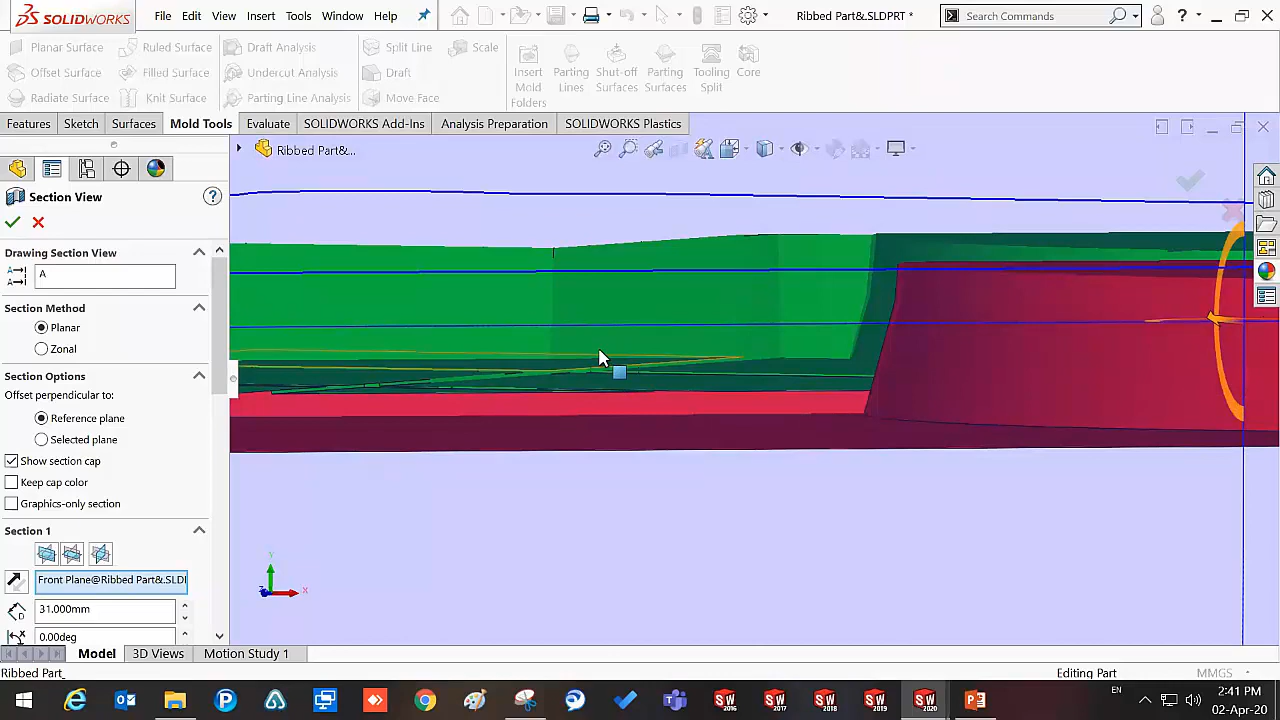 SOLIDWORKS File Edit View Insert Tools Window Help Ribbed Part&.SLDPRT * Search Commands
Planar Surface Ruled Surface Draft Analysis Split Line Scale
Offset Surface Filled Surface Undercut Analysis Draft
Radiate Surface Knit Surface Parting Line Analysis Move Face
Insert Mold Folders Parting Lines Shut-off Surfaces Parting Surfaces Tooling Split Core
Features Sketch Surfaces Mold Tools Evaluate SOLIDWORKS Add-Ins Analysis Preparation SOLIDWORKS Plastics
Ribbed Part&...
Section View
Drawing Section View
A
Section Method
Planar
Zonal
Section Options
Offset perpendicular to:
Reference plane
Selected plane
Show section cap
Keep cap color
Graphics-only section
Section 1
Front Plane@Ribbed Part&.SLDI
31.000mm
0.00deg
Y
X
Z
Model 3D Views Motion Study 1
Ribbed Part_ Editing Part MMGS
2016 2017 2018 2019 2020
EN
2:41 PM
02-Apr-20